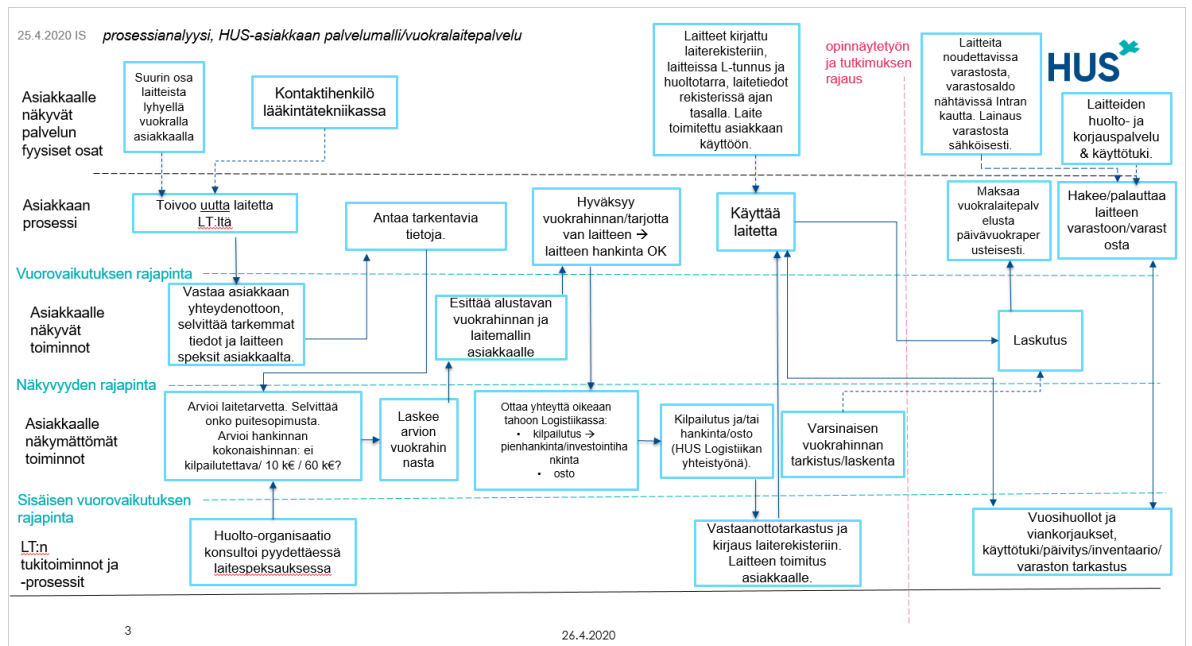 25.4.2020 IS
prosessianalyysi, HUS-asiakkaan palvelumalli/vuokralaitepalvelu
HUS
opinnäytetyön
ja tutkimuksen
rajaus
Asiakkaalle
näkyvät
palvelun
fyysiset osat
Suurin osa
laitteista
lyhyellä
vuokralla
asiakkaalla
Kontaktihenkilö
lääkintätekniikassa
Laitteet kirjattu
laiterekisteriin,
laitteissa L-tunnus ja
huoltotarra, laitetiedot
rekisterissä ajan
tasalla. Laite
toimitettu asiakkaan
käyttöön.
Laitteita
noudettavissa
varastosta,
varastosaldo
nähtävissä Intran
kautta. Lainaus
varastosta
sähköisesti.
Laitteiden
huolto- ja
korjauspalvelu
& käyttötuki.
Asiakkaan
prosessi
Toivoo uutta laitetta
LT:ltä
Antaa tarkentavia
tietoja.
Hyväksyy
vuokrahinnan/tarjotta
van laitteen →
laitteen hankinta OK
Käyttää
laitetta
Maksaa
vuokralaitepalv
elusta
päivävuokraper
usteisesti.
Hakee/palauttaa
laitteen
varastoon/varast
osta
Vuorovaikutuksen rajapinta
Asiakkaalle
näkyvät
toiminnot
Vastaa asiakkaan
yhteydenottoon,
selvittää tarkemmat
tiedot ja laitteen
speksit asiakkaalta.
Esittää alustavan
vuokrahinnan ja
laitemallin
asiakkaalle
Laskutus
Näkyvyyden rajapinta
Asiakkaalle
näkymättömät
toiminnot
Arvioi laitetarvetta. Selvittää
onko puitesopimusta.
Arvioi hankinnan
kokonaishinnan: ei
kilpailutettava/ 10 k€ / 60 k€?
Laskee
arvion
vuokrahin
nasta
Ottaa yhteyttä oikeaan
tahoon Logistiikassa:
• kilpailutus →
pienhankinta/investointiha
nkinta
• osto
Kilpailutus ja/tai
hankinta/osto
(HUS Logistiikan
yhteistyönä).
Varsinaisen
vuokrahinnan
tarkistus/laskenta
Sisäisen vuorovaikutuksen
rajapinta
LT:n
tukitoiminnot ja
-prosessit
Huolto-organisaatio
konsultoi pyydettäessä
laitespeksauksessa
Vastaanottotarkastus ja
kirjaus laiterekisteriin.
Laitteen toimitus
asiakkaalle.
Vuosihuollot ja
viankorjaukset,
käyttötuki/päivitys/inventaario/
varaston tarkastus
3
26.4.2020